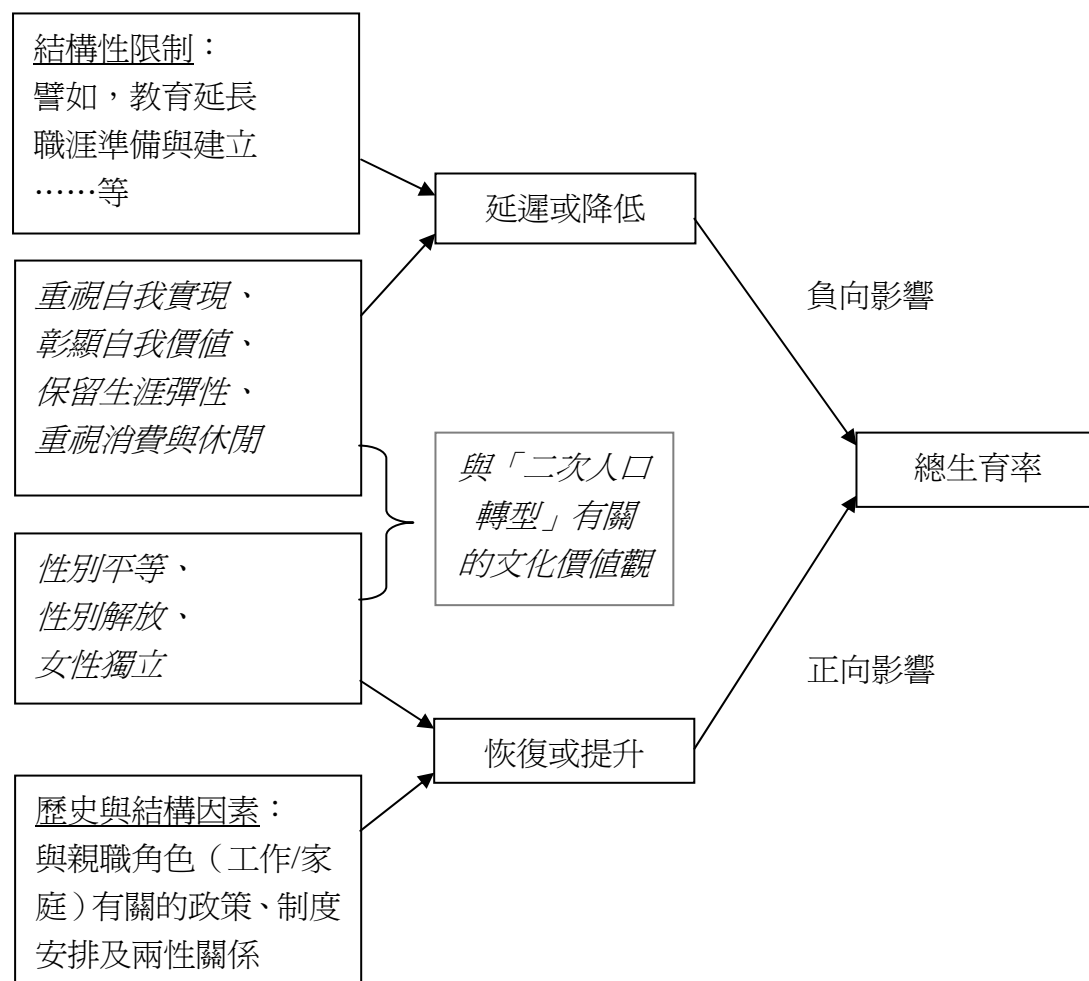 結構性限制：
譬如，教育延長
職涯準備與建立
……等
延遲或降低
重視自我實現、
彰顯自我價值、
保留生涯彈性、
重視消費與休閒
負向影響
與「二次人口
轉型」有關
的文化價值觀
總生育率
性別平等、
性別解放、
女性獨立
正向影響
恢復或提升
歷史與結構因素：
與親職角色（工作/家
庭）有關的政策、制度
安排及兩性關係